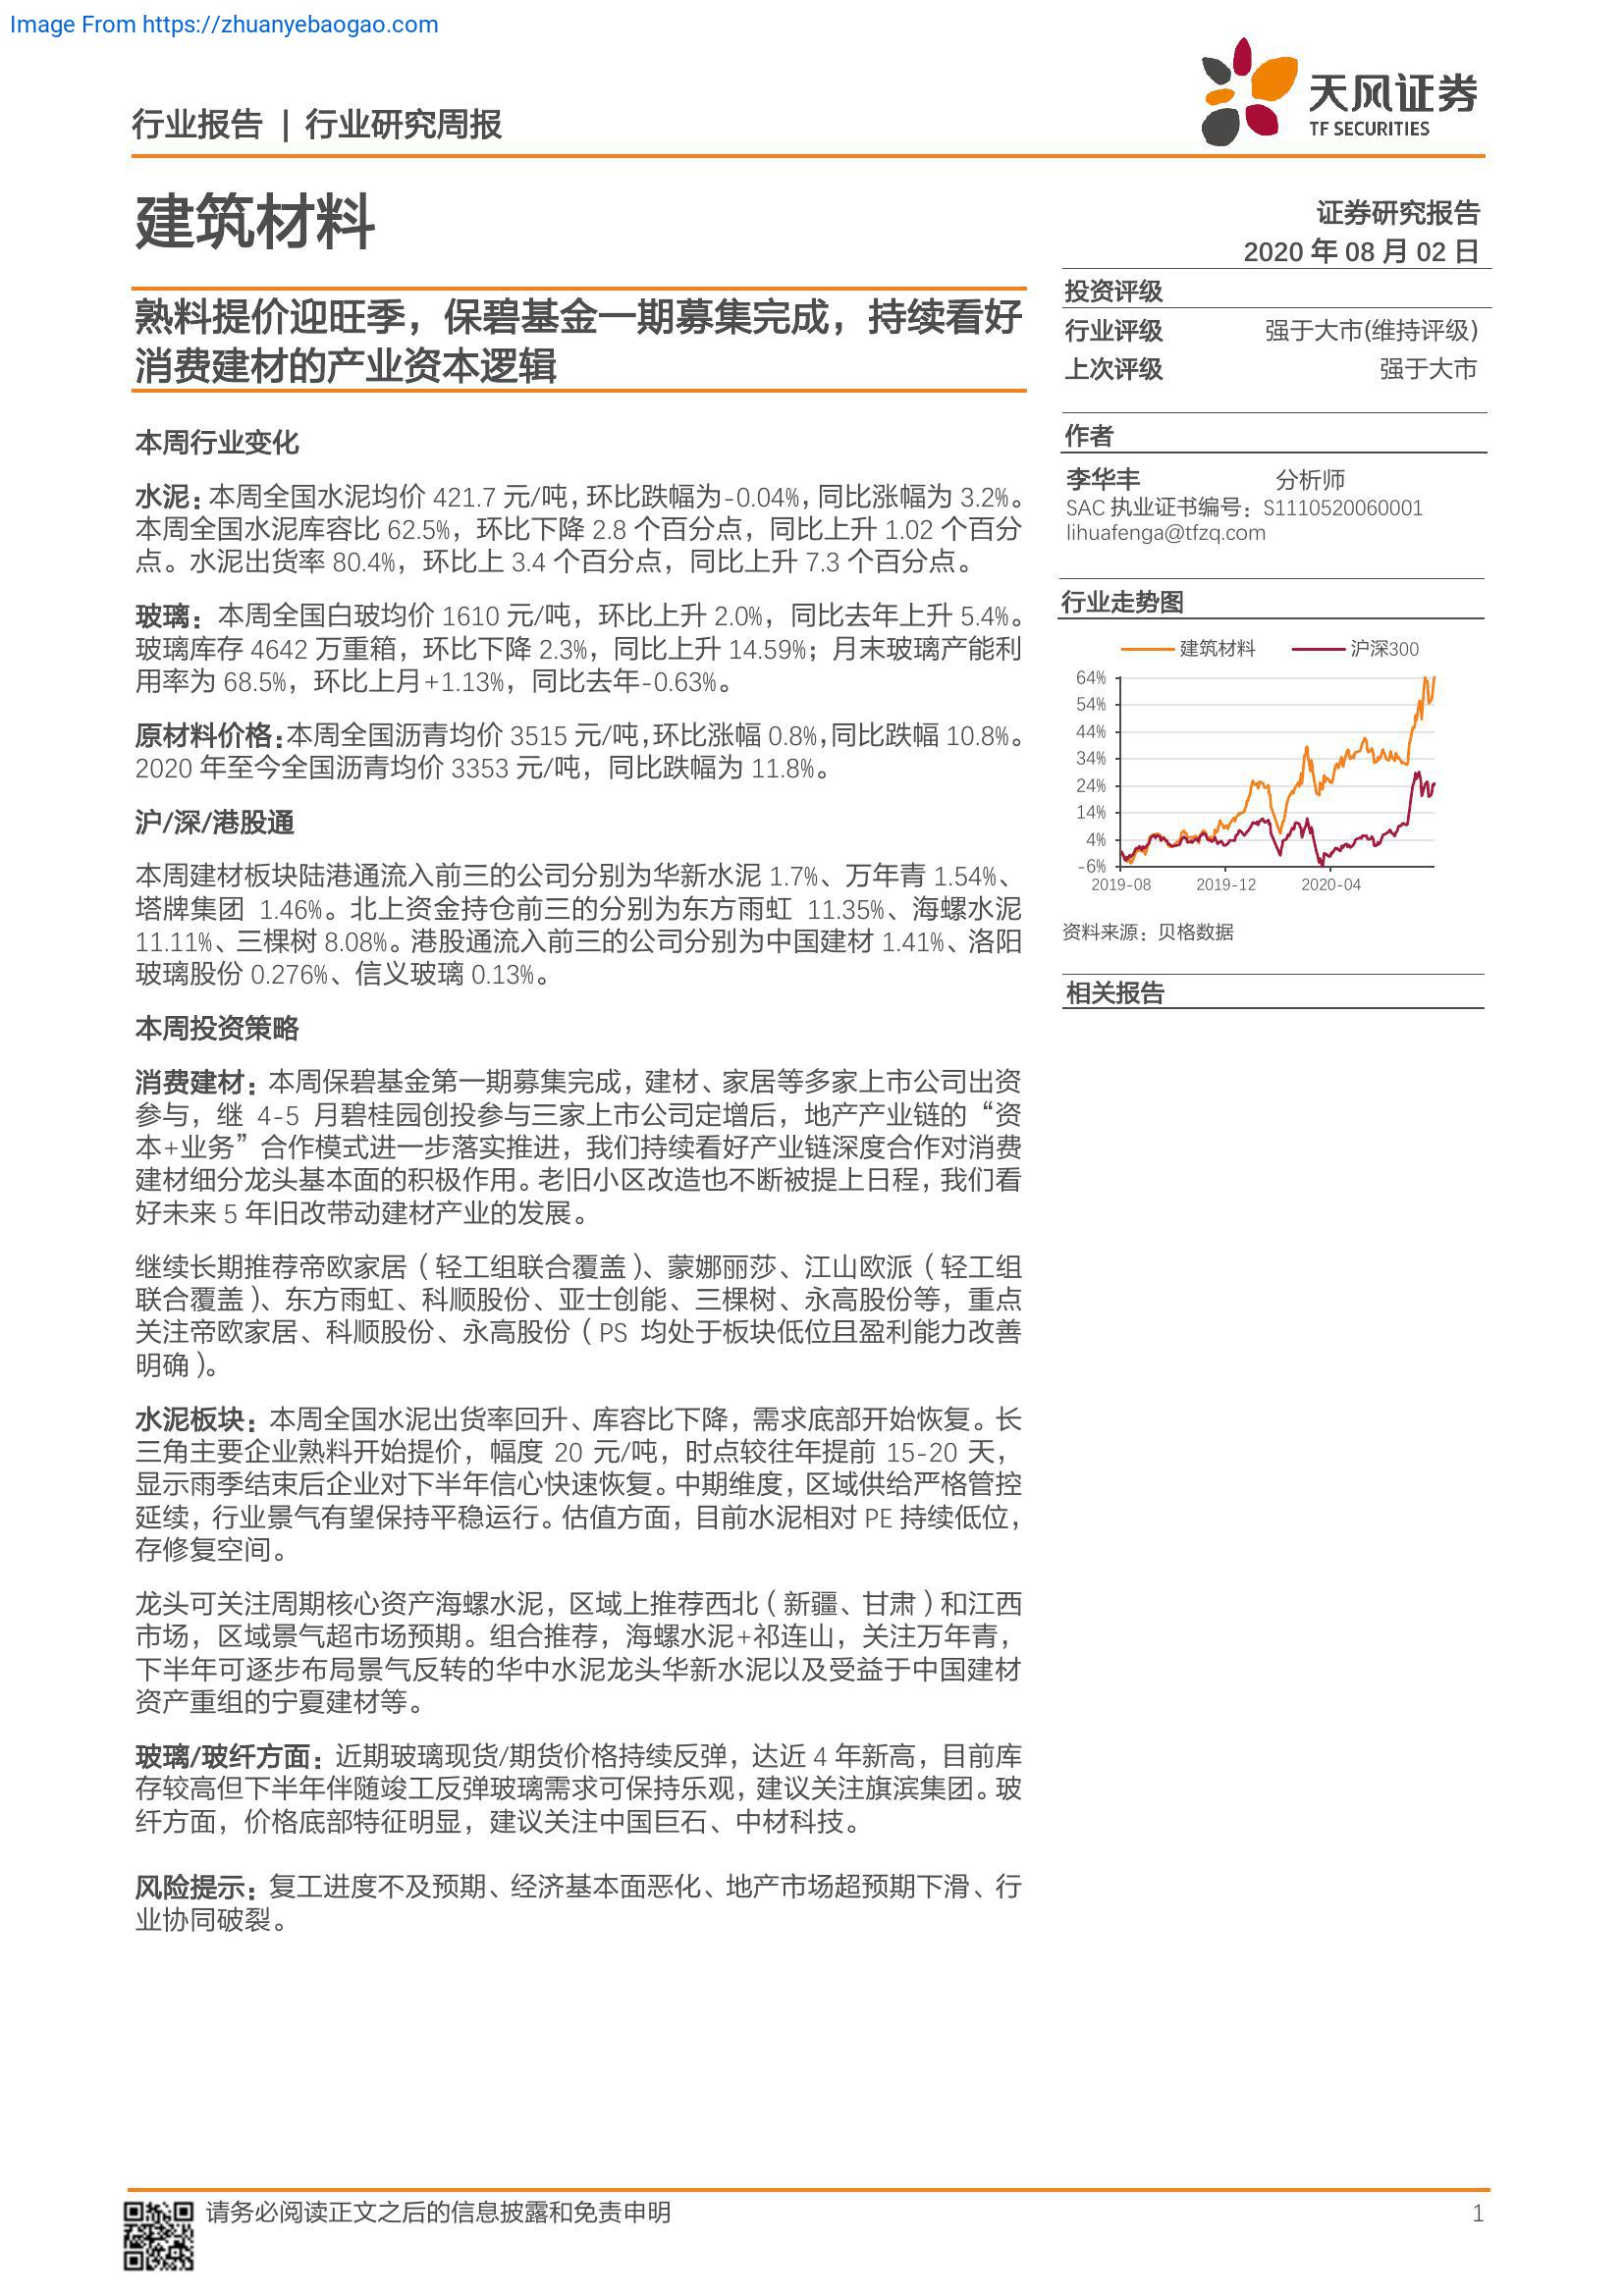 Image From https://zhuanyebaogao.com
行业报告 | 行业研究周报
天风证券
TF SECURITIES
建筑材料
证券研究报告
2020 年 08 月 02 日
熟料提价迎旺季，保碧基金一期募集完成，持续看好
消费建材的产业资本逻辑
本周行业变化
水泥：本周全国水泥均价 421.7 元/吨，环比跌幅为-0.04%，同比涨幅为 3.2%。
本周全国水泥库容比 62.5%，环比下降 2.8 个百分点，同比上升 1.02 个百分
点。水泥出货率 80.4%，环比上 3.4 个百分点，同比上升 7.3 个百分点。
玻璃：本周全国白玻均价 1610 元/吨，环比上升 2.0%，同比去年上升 5.4%。
玻璃库存 4642 万重箱，环比下降 2.3%，同比上升 14.59%；月末玻璃产能利
用率为 68.5%，环比上月+1.13%，同比去年-0.63%。
原材料价格：本周全国沥青均价 3515 元/吨，环比涨幅 0.8%，同比跌幅 10.8%。
2020 年至今全国沥青均价 3353 元/吨，同比跌幅为 11.8%。
沪/深/港股通
本周建材板块陆港通流入前三的公司分别为华新水泥 1.7%、万年青 1.54%、
塔牌集团 1.46%。北上资金持仓前三的分别为东方雨虹 11.35%、海螺水泥
11.11%、三棵树 8.08%。港股通流入前三的公司分别为中国建材 1.41%、洛阳
玻璃股份 0.276%、信义玻璃 0.13%。
本周投资策略
消费建材：本周保碧基金第一期募集完成，建材、家居等多家上市公司出资
参与，继 4-5 月碧桂园创投参与三家上市公司定增后，地产产业链的“资
本+业务”合作模式进一步落实推进，我们持续看好产业链深度合作对消费
建材细分龙头基本面的积极作用。老旧小区改造也不断被提上日程，我们看
好未来 5 年旧改带动建材产业的发展。
继续长期推荐帝欧家居（轻工组联合覆盖）、蒙娜丽莎、江山欧派（轻工组
联合覆盖）、东方雨虹、科顺股份、亚士创能、三棵树、永高股份等，重点
关注帝欧家居、科顺股份、永高股份（PS 均处于板块低位且盈利能力改善
明确）。
水泥板块：本周全国水泥出货率回升、库容比下降，需求底部开始恢复。长
三角主要企业熟料开始提价，幅度 20 元/吨，时点较往年提前 15-20 天，
显示雨季结束后企业对下半年信心快速恢复。中期维度，区域供给严格管控
延续，行业景气有望保持平稳运行。估值方面，目前水泥相对 PE 持续低位，
存修复空间。
龙头可关注周期核心资产海螺水泥，区域上推荐西北（新疆、甘肃）和江西
市场，区域景气超市场预期。组合推荐，海螺水泥+祁连山，关注万年青，
下半年可逐步布局景气反转的华中水泥龙头华新水泥以及受益于中国建材
资产重组的宁夏建材等。
玻璃/玻纤方面：近期玻璃现货/期货价格持续反弹，达近 4 年新高，目前库
存较高但下半年伴随竣工反弹玻璃需求可保持乐观，建议关注旗滨集团。玻
纤方面，价格底部特征明显，建议关注中国巨石、中材科技。
风险提示：复工进度不及预期、经济基本面恶化、地产市场超预期下滑、行
业协同破裂。
投资评级
行业评级 强于大市(维持评级)
上次评级 强于大市
作者
李华丰 分析师
SAC 执业证书编号：S1110520060001
lihuafenga@tfzq.com
行业走势图
建筑材料 沪深300
64%
54%
44%
34%
24%
14%
4%
-6%
2019-08 2019-12 2020-04
资料来源：贝格数据
相关报告
请务必阅读正文之后的信息披露和免责申明 1